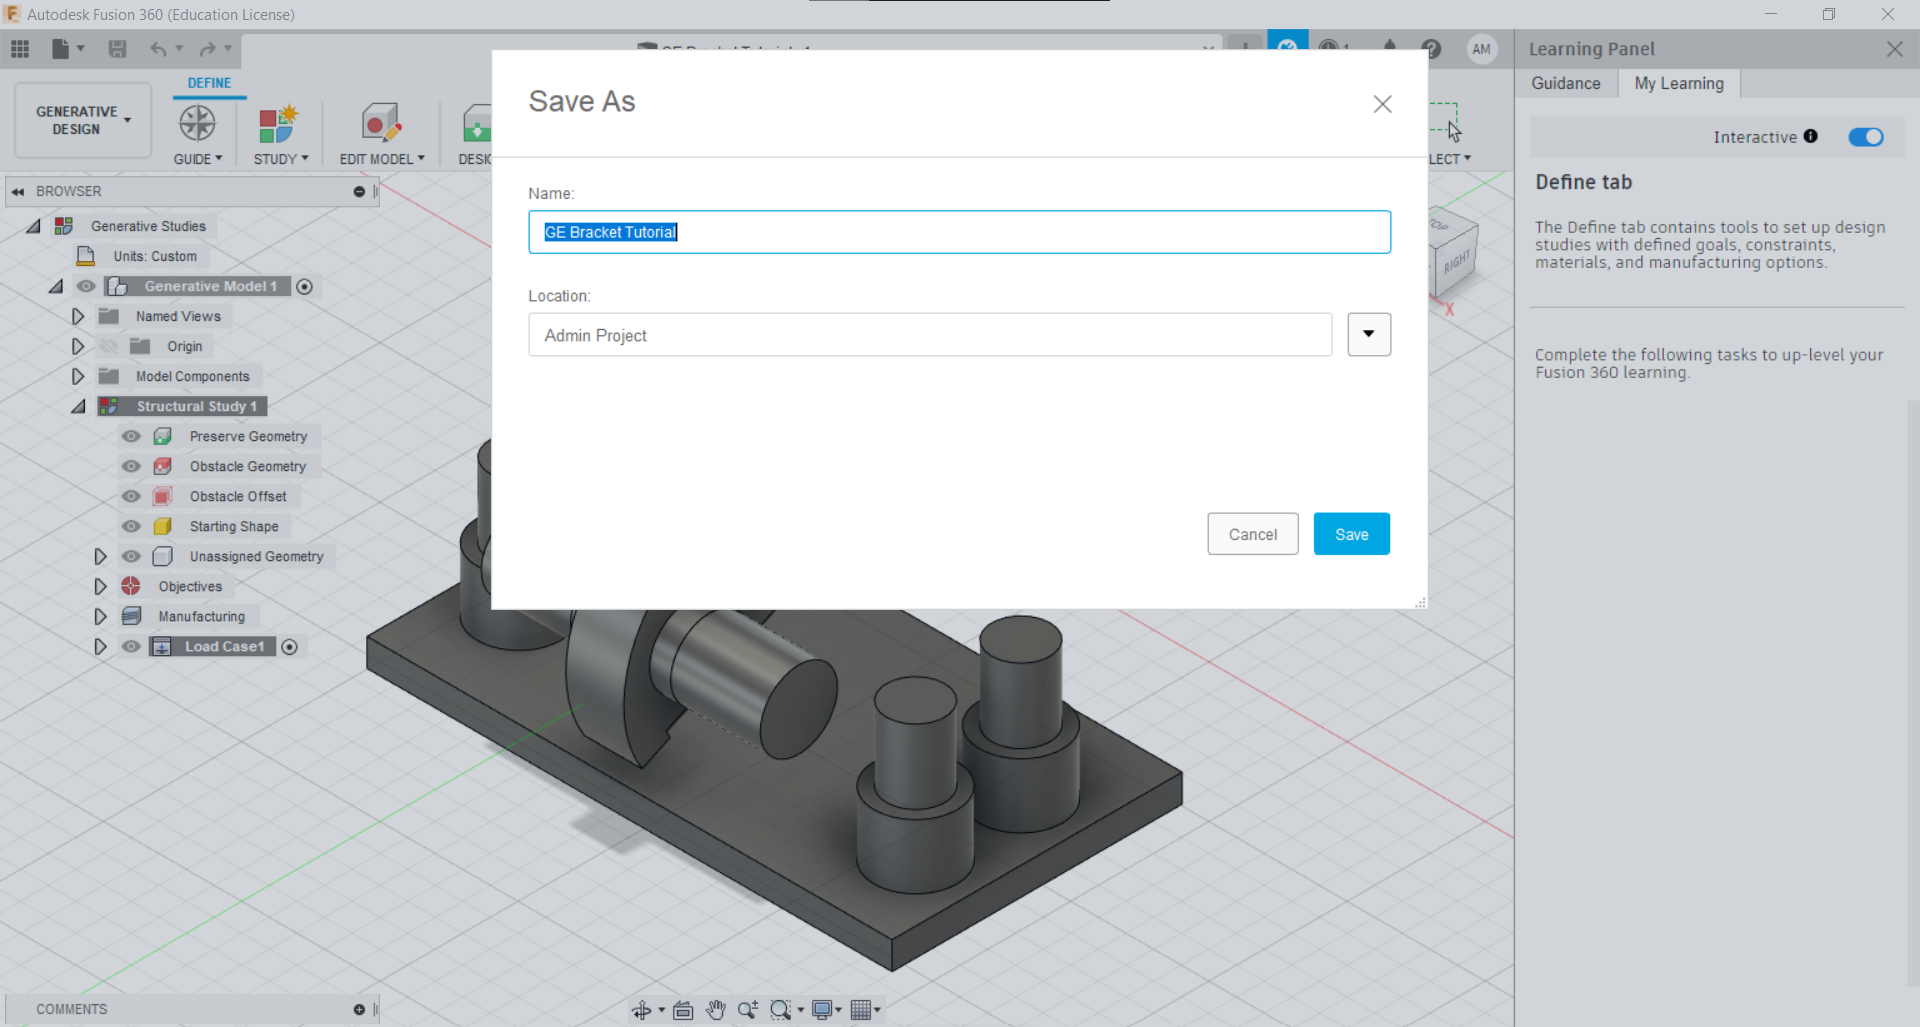 Autodesk Fusion 360 (Education License)
1
AM
Learning Panel
GENERATIVE
DESIGN
DEFINE
GUIDE
STUDY
EDIT MODEL
Guidance
My Learning
Interactive
Define tab
The Define tab contains tools to set up design
studies with defined goals, constraints,
materials, and manufacturing options.
Complete the following tasks to up-level your
Fusion 360 learning.
Save As
Name:
GE Bracket Tutorial
Location:
Admin Project
Cancel
Save
BROWSER
Generative Studies
Units: Custom
Generative Model 1
Named Views
Origin
Model Components
Structural Study 1
Preserve Geometry
Obstacle Geometry
Obstacle Offset
Starting Shape
Unassigned Geometry
Objectives
Manufacturing
Load Case1
TOP
RIGHT
X
COMMENTS